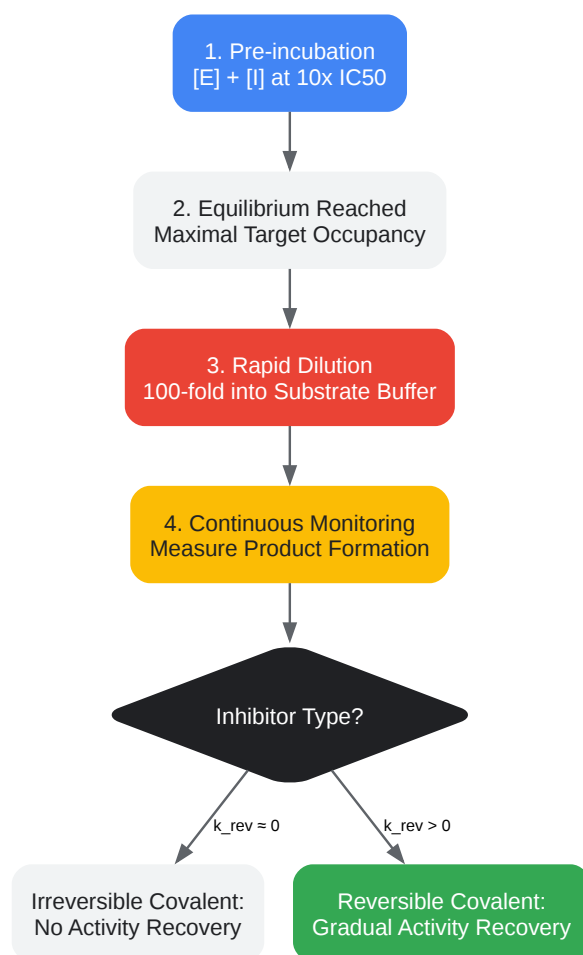 1. Pre-incubation
[E] + [I] at 10x IC50
2. Equilibrium Reached
Maximal Target Occupancy
3. Rapid Dilution
100-fold into Substrate Buffer
4. Continuous Monitoring
Measure Product Formation
Inhibitor Type?
k_rev ≈ 0
k_rev > 0
Irreversible Covalent:
No Activity Recovery
Reversible Covalent:
Gradual Activity Recovery